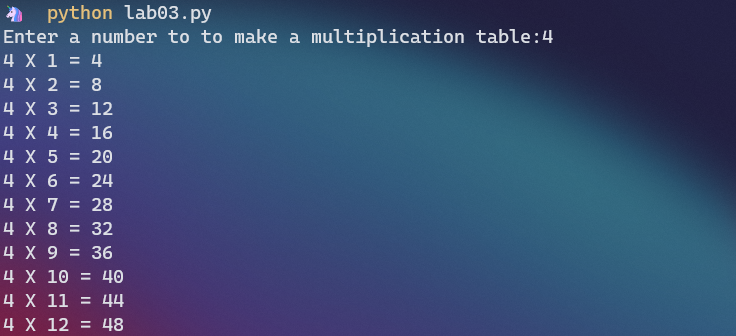 python lab03.py
Enter a number to to make a multiplication table:4
4 X 1 = 4
4 X 2 = 8
4 X 3 = 12
4 X 4 = 16
4 X 5 = 20
4 X 6 = 24
4 X 7 = 28
4 X 8 = 32
4 X 9 = 36
4 X 10 = 40
4 X 11 = 44
4 X 12 = 48